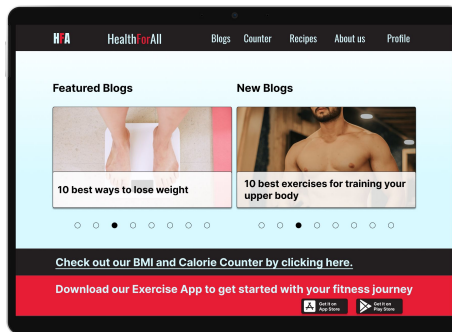 HFA HealthForAll Blogs Counter Recipes About us Profile
Featured Blogs
New Blogs
10 best ways to lose weight
10 best exercises for training your
upper body
Check out our BMI and Calorie Counter by clicking here.
Download our Exercise App to get started with your fitness journey
Get it on
App Store
Get it on
Play Store